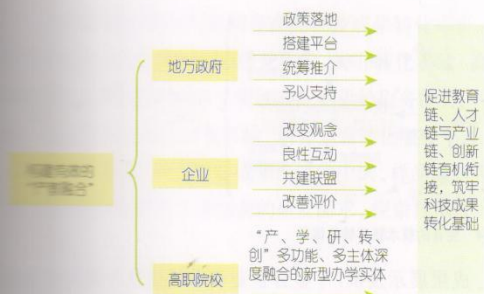 政策落地
搭建平台
地方政府
统筹推介
予以支持
改变观念
良性互动
企业
共建联盟
改善评价
"产、学、研、转、
创"多功能、多主体深
度融合的新型办学实体
高职院校
促进教育
链、人才
链与产业
链、创新
链有机衔
接，筑牢
科技成果
转化基础